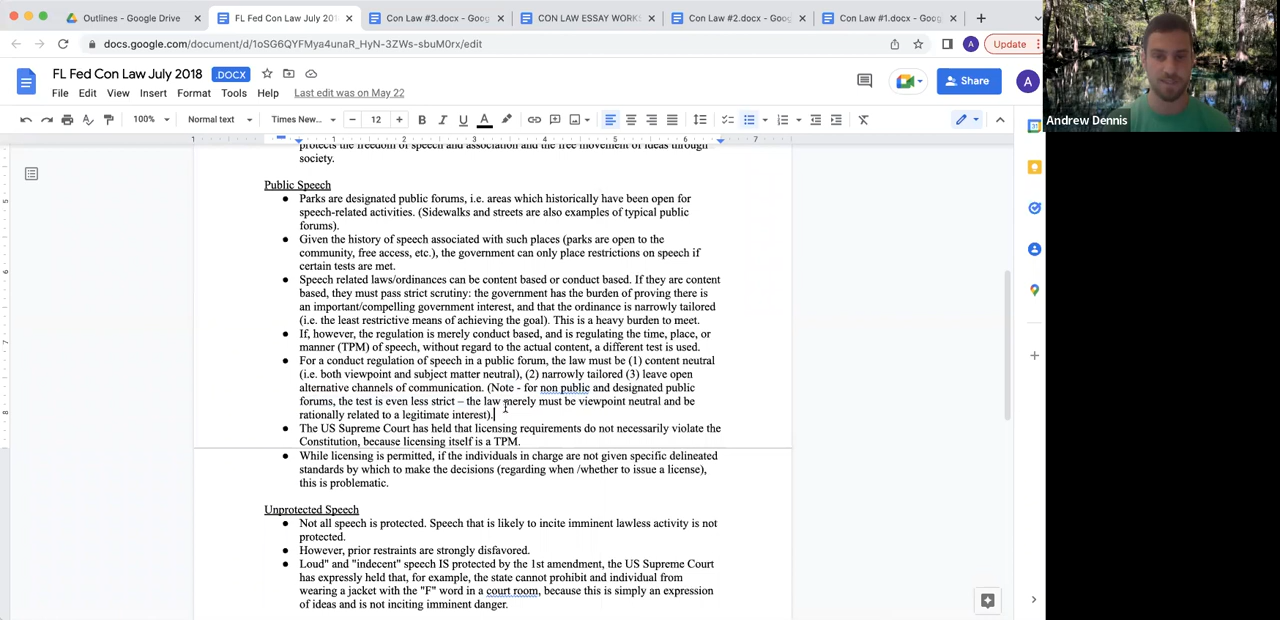 Outlines - Google Drive
FL Fed Con Law July 201
Con Law #3.docx - Goog
CON LAW ESSAY WORKS
Con Law #2.docx - Goog
Con Law #1.docx - Goog
docs.google.com/document/d/1oSG6QYFMya4unaR_HyN-3ZWs-sbuM0rx/edit
A
Update
FL Fed Con Law July 2018 .DOCX
File Edit View Insert Format Tools Help Last edit was on May 22
Share
A
100% Normal text Times New... 12 B I U A
1 1 2 3 4 5 6 7
protects the freedom of speech and association and the free movement of ideas through
society.
Public Speech
● Parks are designated public forums, i.e. areas which historically have been open for
speech-related activities. (Sidewalks and streets are also examples of typical public
forums).
● Given the history of speech associated with such places (parks are open to the
community, free access, etc.), the government can only place restrictions on speech if
certain tests are met.
● Speech related laws/ordinances can be content based or conduct based. If they are content
based, they must pass strict scrutiny: the government has the burden of proving there is
an important/compelling government interest, and that the ordinance is narrowly tailored
(i.e. the least restrictive means of achieving the goal). This is a heavy burden to meet.
● If, however, the regulation is merely conduct based, and is regulating the time, place, or
manner (TPM) of speech, without regard to the actual content, a different test is used.
● For a conduct regulation of speech in a public forum, the law must be (1) content neutral
(i.e. both viewpoint and subject matter neutral), (2) narrowly tailored (3) leave open
alternative channels of communication. (Note - for non public and designated public
forums, the test is even less strict – the law merely must be viewpoint neutral and be
rationally related to a legitimate interest).
● The US Supreme Court has held that licensing requirements do not necessarily violate the
Constitution, because licensing itself is a TPM.
● While licensing is permitted, if the individuals in charge are not given specific delineated
standards by which to make the decisions (regarding when /whether to issue a license),
this is problematic.
Unprotected Speech
● Not all speech is protected. Speech that is likely to incite imminent lawless activity is not
protected.
● However, prior restraints are strongly disfavored.
● Loud" and "indecent" speech IS protected by the 1st amendment, the US Supreme Court
has expressly held that, for example, the state cannot prohibit and individual from
wearing a jacket with the "F" word in a court room, because this is simply an expression
of ideas and is not inciting imminent danger.
5
6
7
8
Andrew Dennis